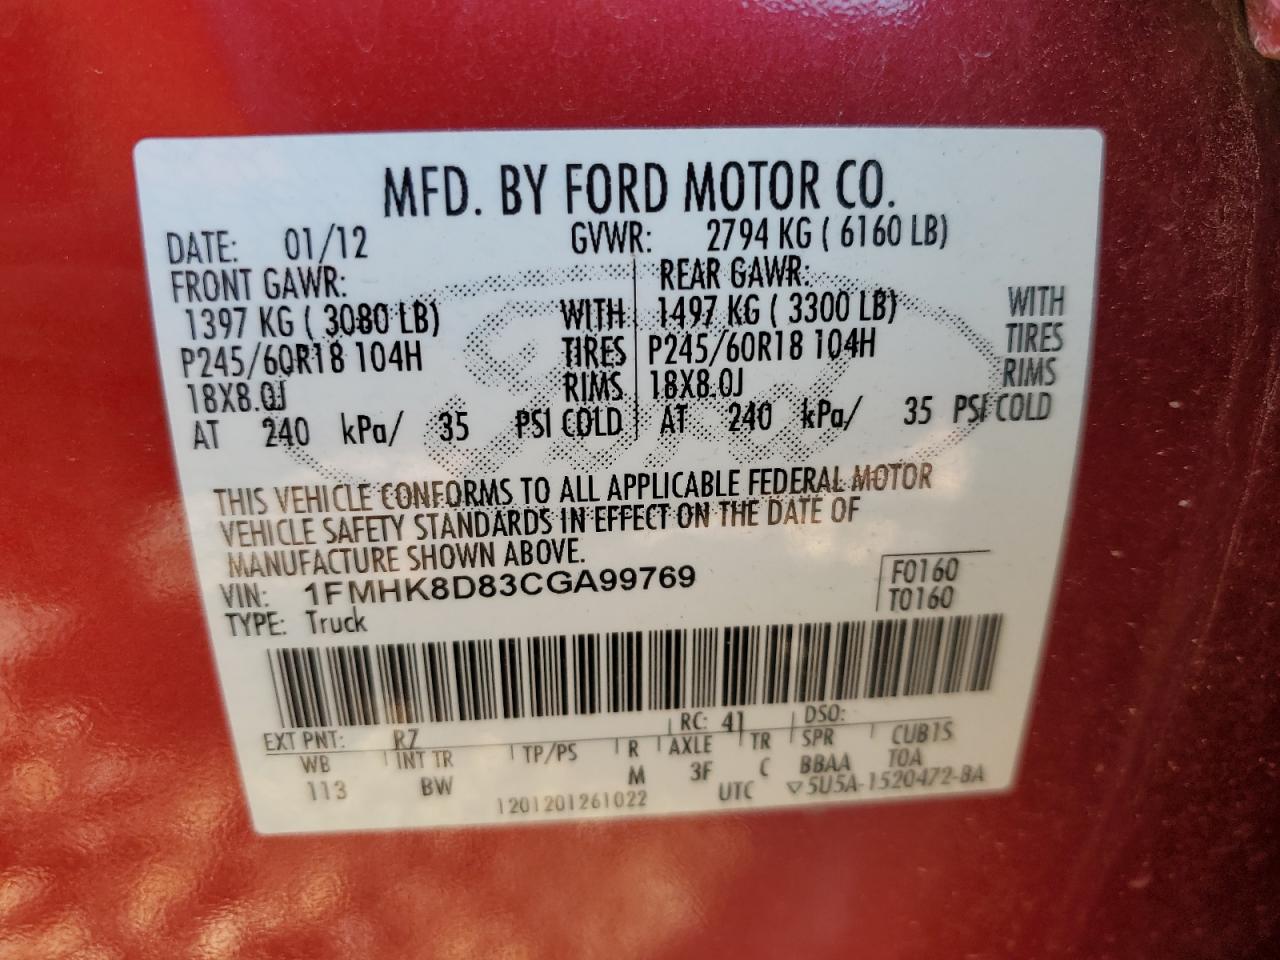 MFD. BY FORD MOTOR CO.
DATE: 01/12 GVWR: 2794 KG ( 6160 LB)
FRONT GAWR: REAR GAWR:
1397 KG ( 3080 LB) WITH 1497 KG ( 3300 LB) WITH
P245/60R18 104H TIRES P245/60R18 104H TIRES
18X8.0J RIMS 18X8.0J RIMS
AT 240 kPa/ 35 PSI COLD AT 240 kPa/ 35 PSI COLD
THIS VEHICLE CONFORMS TO ALL APPLICABLE FEDERAL MOTOR
VEHICLE SAFETY STANDARDS IN EFFECT ON THE DATE OF
MANUFACTURE SHOWN ABOVE.
VIN: 1FMHK8D83CGA99769 F0160
TYPE: Truck T0160
EXT PNT: RZ RC: 41 DSO:
WB INT TR TP/PS R AXLE TR SPR CUB1S
113 BW M 3F C BBAA TOA
1201201261022 UTC ▽5U5A-1520472-BA